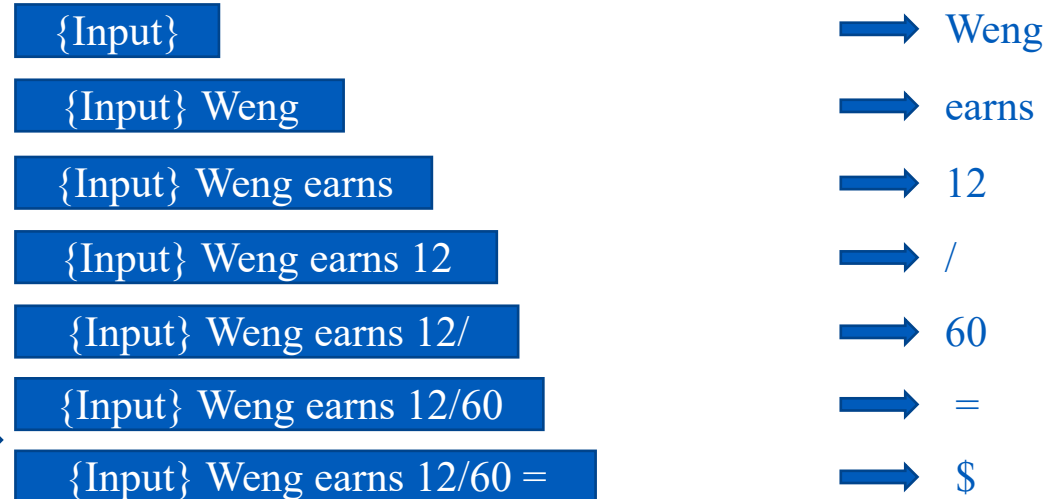 {Input} Weng
{Input} Weng earns
{Input} Weng earns 12
{Input} Weng earns 12 /
{Input} Weng earns 12/ 60
{Input} Weng earns 12/60 =
{Input} Weng earns 12/60 = $